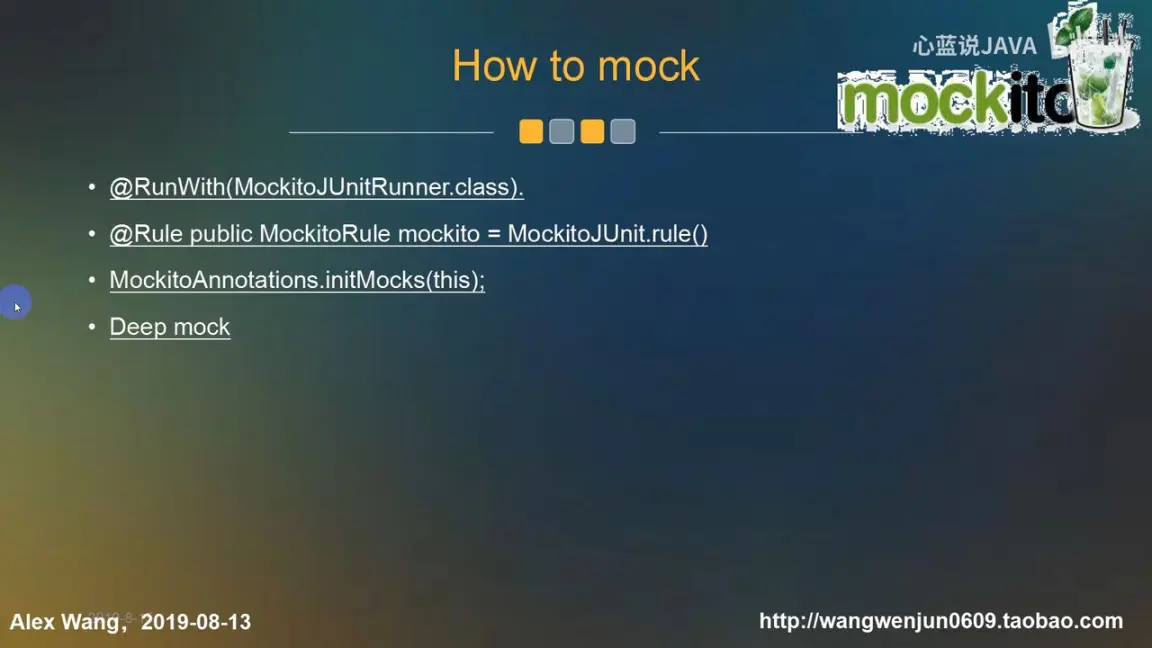 心蓝说JAVA
How to mock
mockito
• @RunWith(MockitoJUnitRunner.class).
• @Rule public MockitoRule mockito = MockitoJUnit.rule()
• MockitoAnnotations.initMocks(this);
• Deep mock
Alex Wang，2019-08-13
http://wangwenjun0609.taobao.com